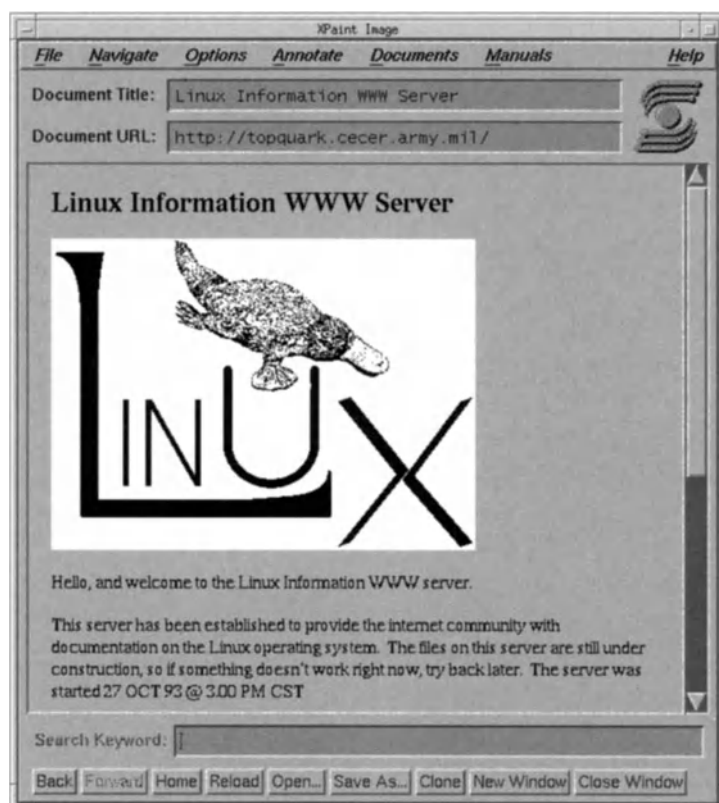 XPaint Image
File Navigate Options Annotate Documents Manuals Help
Document Title: Linux Information WWW Server
Document URL: http://topquark.cecer.army.mil/
Linux Information WWW Server
LINUX
Hello, and welcome to the Linux Information WWW server.
This server has been established to provide the internet community with
documentation on the Linux operating system. The files on this server are still under
construction, so if something doesn't work right now, try back later. The server was
started 27 OCT 93 @ 3.00 PM CST
Search Keyword:
Back Forward Home Reload Open... Save As... Clone New Window Close Window